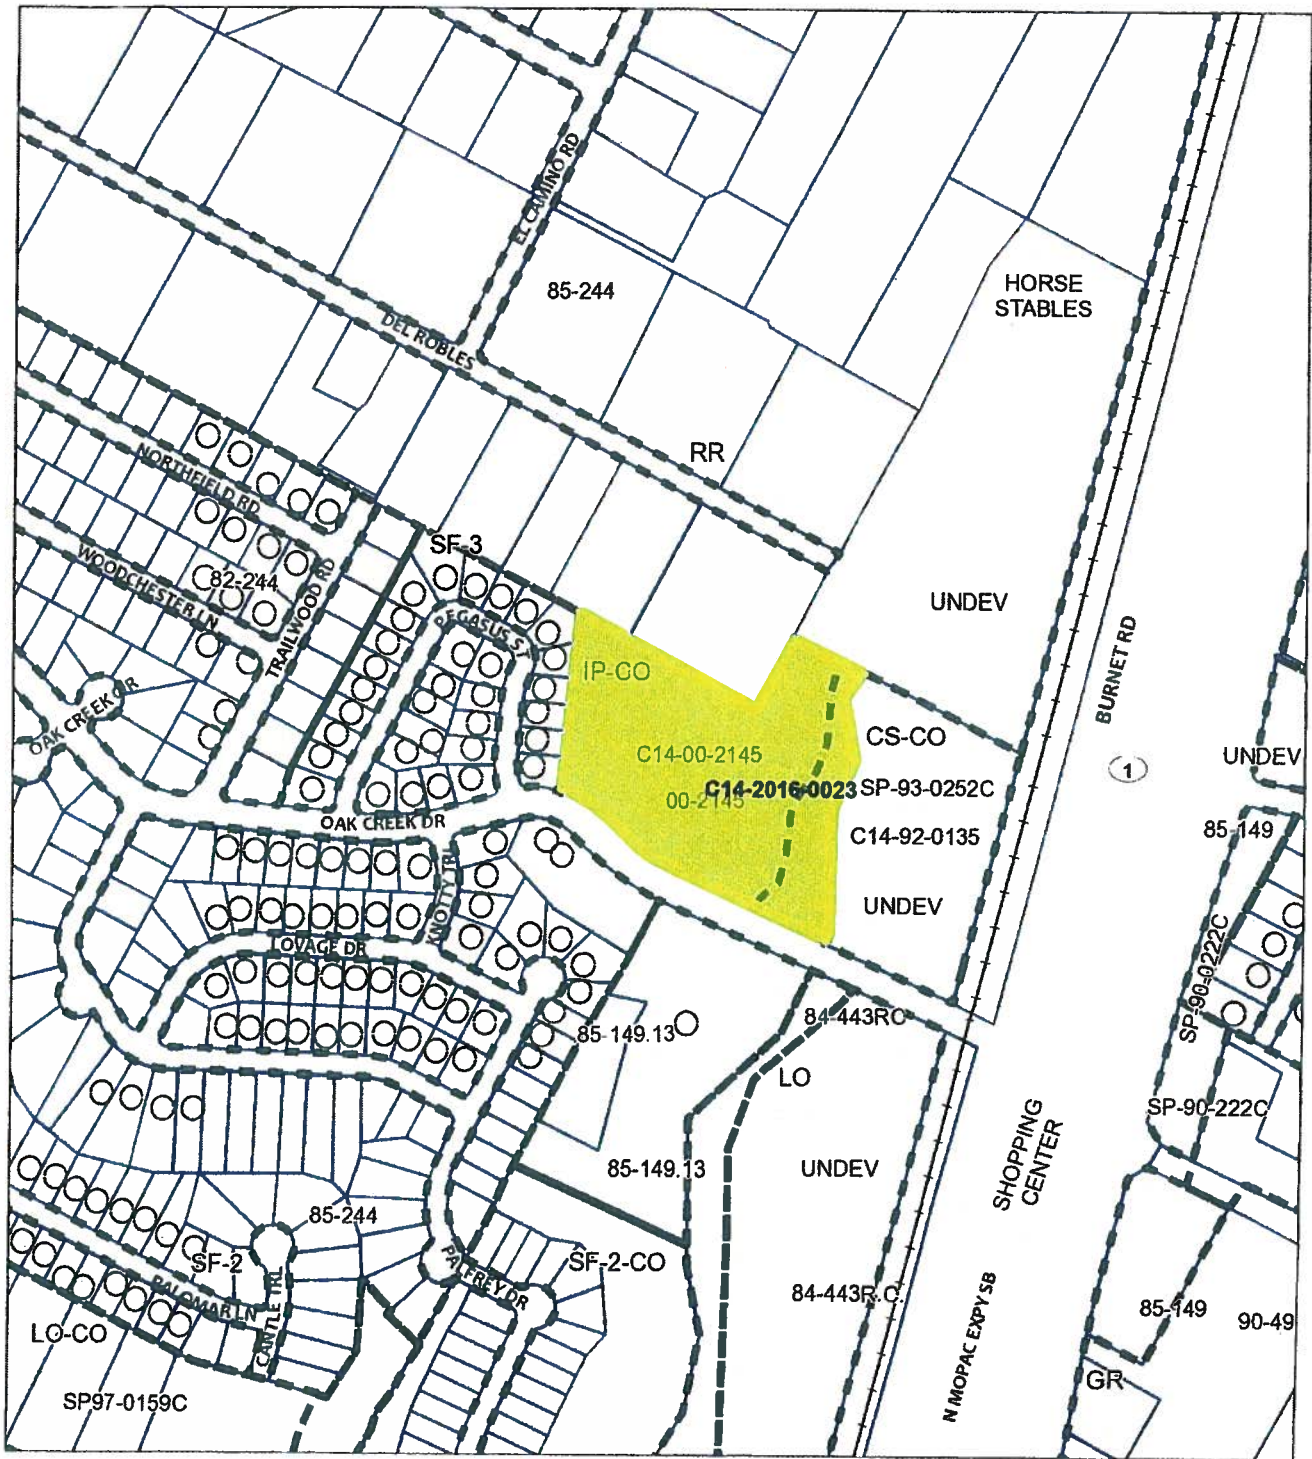 EL CAMINO RD
85-244
HORSE
STABLES
DEL ROBLES
RR
NORTHFIELD RD
SF-3
WOODCHESTER LN
82-244
TRAILWOOD RD
PEGASUS ST
UNDEV
BURNET RD
IP-CO
OAK CREEK CIR
CS-CO
C14-00-2145
UNDEV
1
C14-2016-0023
SP-93-0252C
00-2145
OAK CREEK DR
C14-92-0135
85-149
KNOTTY TRL
UNDEV
LOVAGE DR
SP-90-0222C
85-149.13
84-443RC
LO
SP-90-222C
SHOPPING
CENTER
85-149.13
UNDEV
85-244
SF-2
SF-2-CO
PALFREY DR
PALOMAR LN
CANTLE TRL
84-443R.C.
85-149
90-49
LO-CO
N MOPAC EXPY SB
GR
SP97-0159C